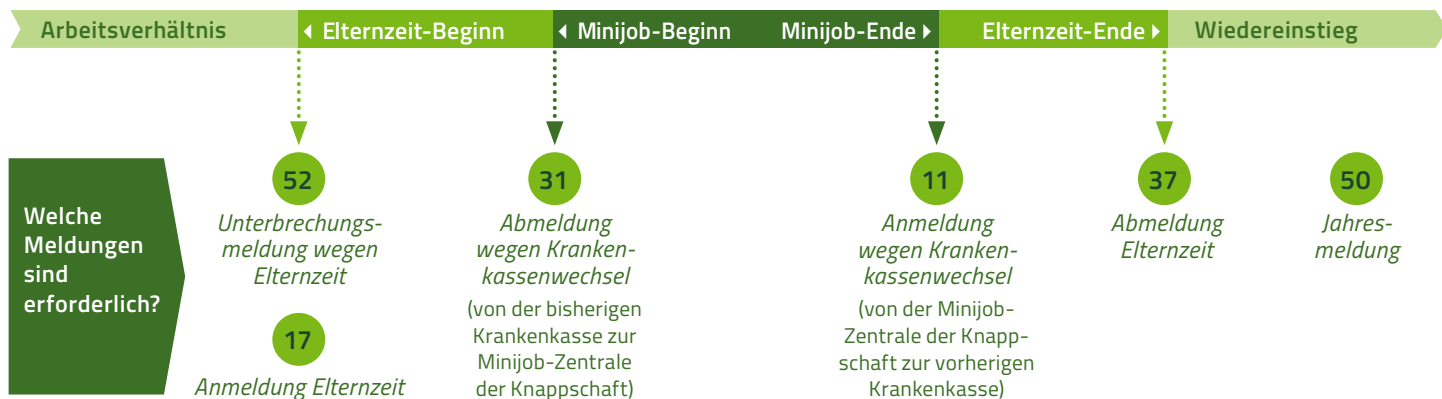 Arbeitsverhältnis
Elternzeit-Beginn
Minijob-Beginn
Minijob-Ende
Elternzeit-Ende
Wiedereinstieg
Welche
Meldungen
sind
erforderlich?
52
Unterbrechungs-
meldung wegen
Elternzeit
17
Anmeldung Elternzeit
31
Abmeldung
wegen Kranken-
kassenwechsel
(von der bisherigen
Krankenkasse zur
Minijob-Zentrale
der Knappschaft)
11
Anmeldung
wegen Kranken-
kassenwechsel
(von der Minijob-
Zentrale der Knapp-
schaft zur vorherigen
Krankenkasse)
37
Abmeldung
Elternzeit
50
Jahres-
meldung